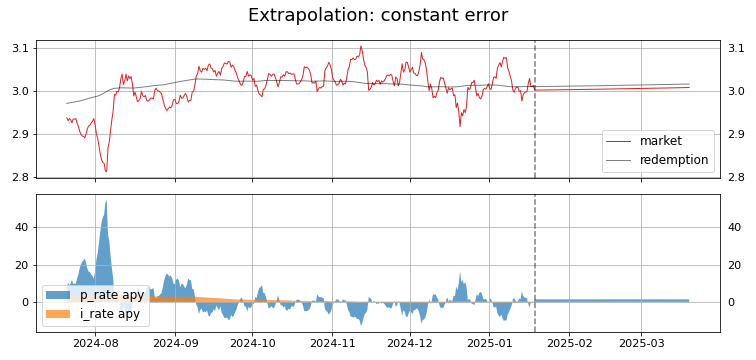 Extrapolation: constant error
3.1 3.1
3.0 3.0
2.9 2.9
2.8 2.8
market
redemption
40 40
20 20
0 0
p_rate apy
i_rate apy
2024-08 2024-09 2024-10 2024-11 2024-12 2025-01 2025-02 2025-03